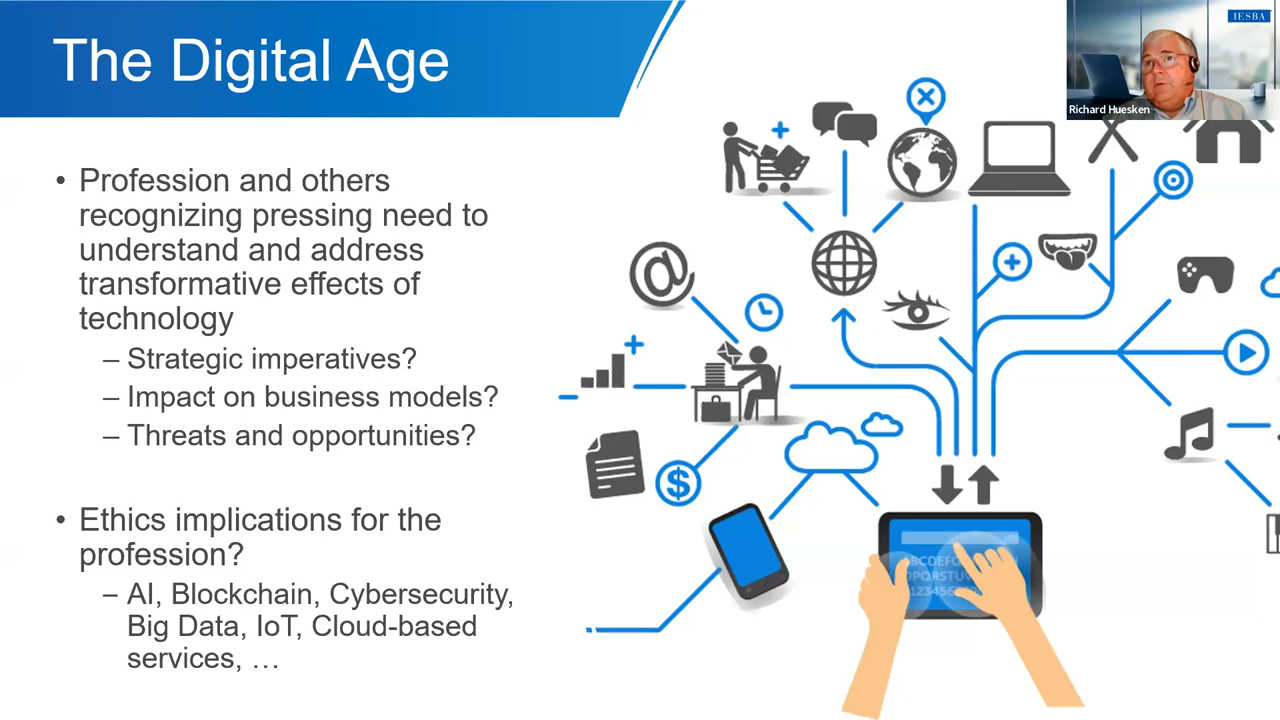 The Digital Age
IESBA
Richard Huesken
• Profession and others
recognizing pressing need to
understand and address
transformative effects of
technology
– Strategic imperatives?
– Impact on business models?
– Threats and opportunities?
• Ethics implications for the
profession?
– AI, Blockchain, Cybersecurity,
Big Data, IoT, Cloud-based
services, …
@
$